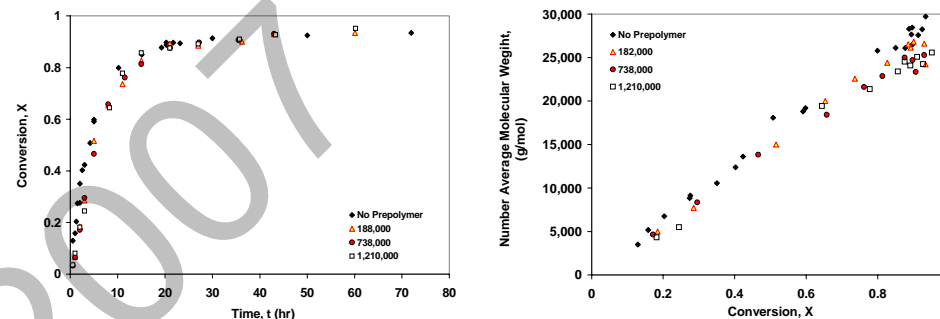 Conversion, X
1
0.8
0.6
0.4
0.2
0
0 10 20 30 40 50 60 70 80
Time, t (hr)
No Prepolymer
188,000
738,000
1,210,000
Number Average Molecular Wegiht,
(g/mol)
30,000
25,000
20,000
15,000
10,000
5,000
0
0 0.2 0.4 0.6 0.8
Conversion, X
No Prepolymer
182,000
738,000
1,210,000
007